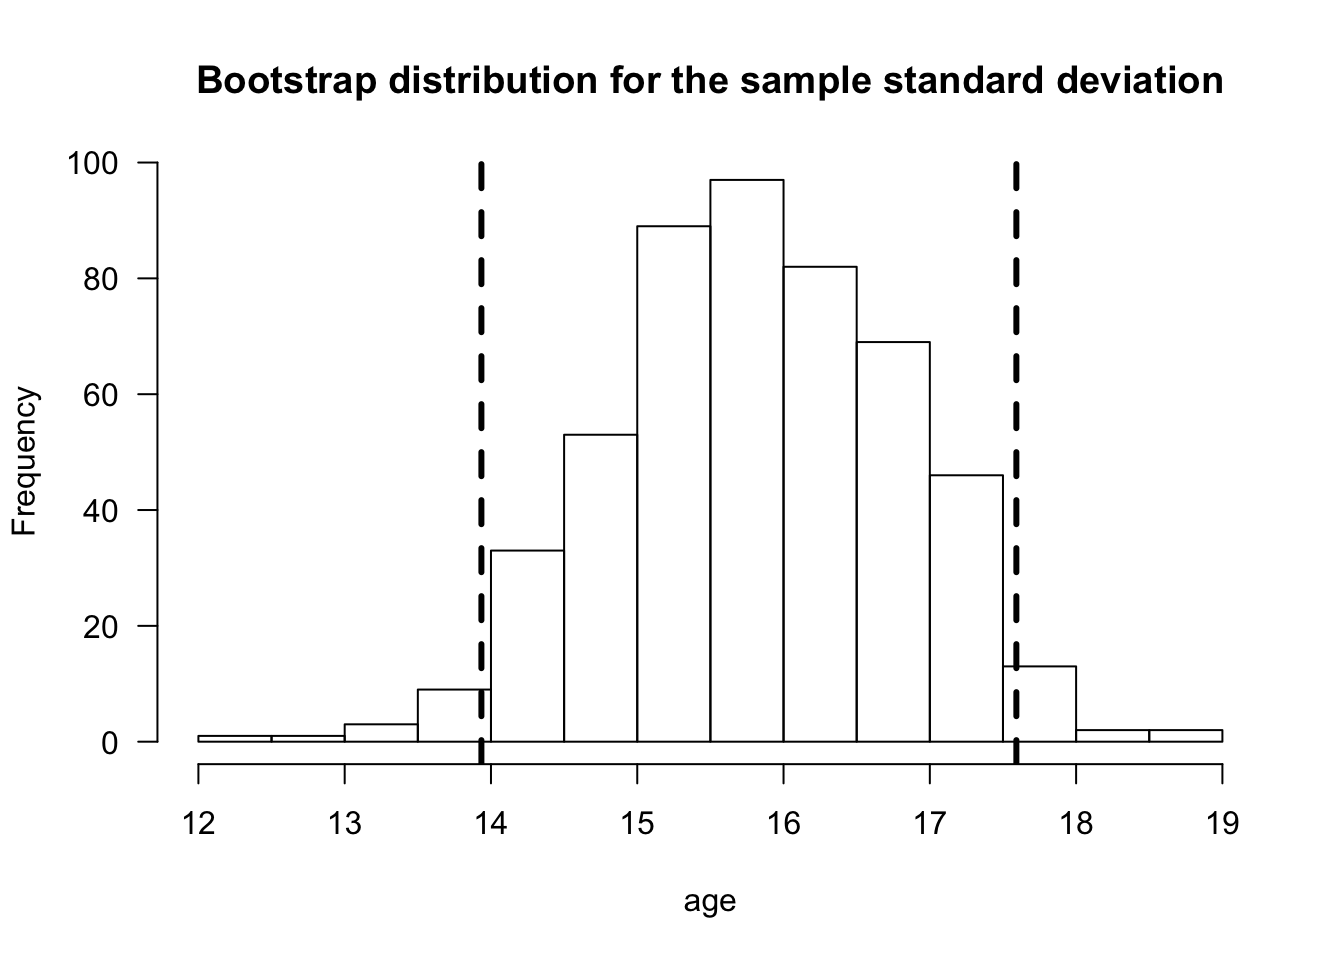 Bootstrap distribution for the sample standard deviation
100
80
60
40
20
0
Frequency
12 13 14 15 16 17 18 19
age